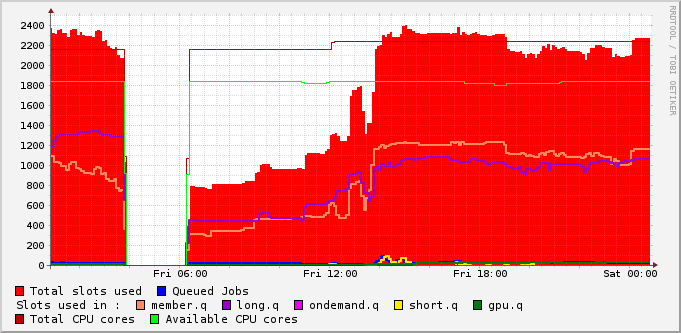 RRDTOOL / TOBI OETIKER
2400
2200
2000
1800
1600
1400
1200
1000
800
600
400
200
0
Fri 06:00 Fri 12:00 Fri 18:00 Sat 00:00
Total slots used Queued Jobs
Slots used in : member.q long.q ondemand.q short.q gpu.q
Total CPU cores Available CPU cores